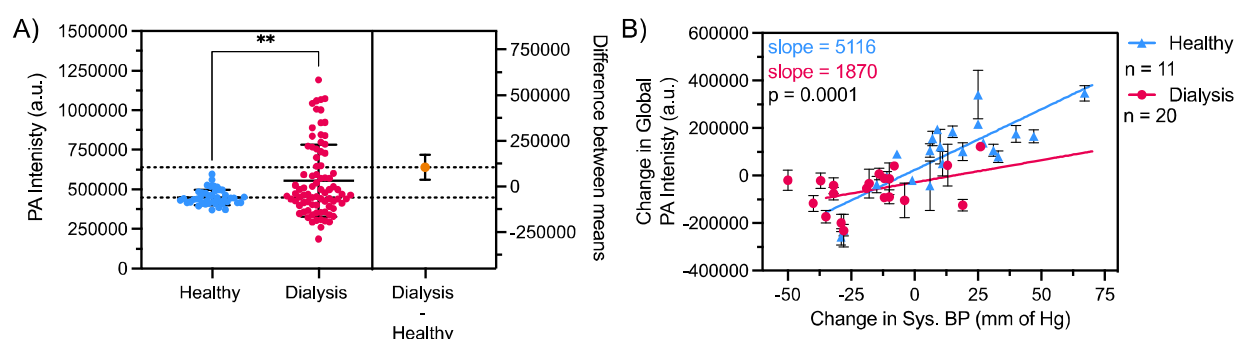 A)
PA Intenisty (a.u.)
1500000
1250000
1000000
750000
500000
250000
0
**
Healthy
Dialysis
Dialysis
-
Healthy
750000
500000
250000
0
-250000
Difference between means
B)
Change in Global
PA Intenisty (a.u.)
600000
400000
200000
0
-200000
-400000
slope = 5116
slope = 1870
p = 0.0001
-50
-25
0
25
50
75
Change in Sys. BP (mm of Hg)
Healthy
n = 11
Dialysis
n = 20